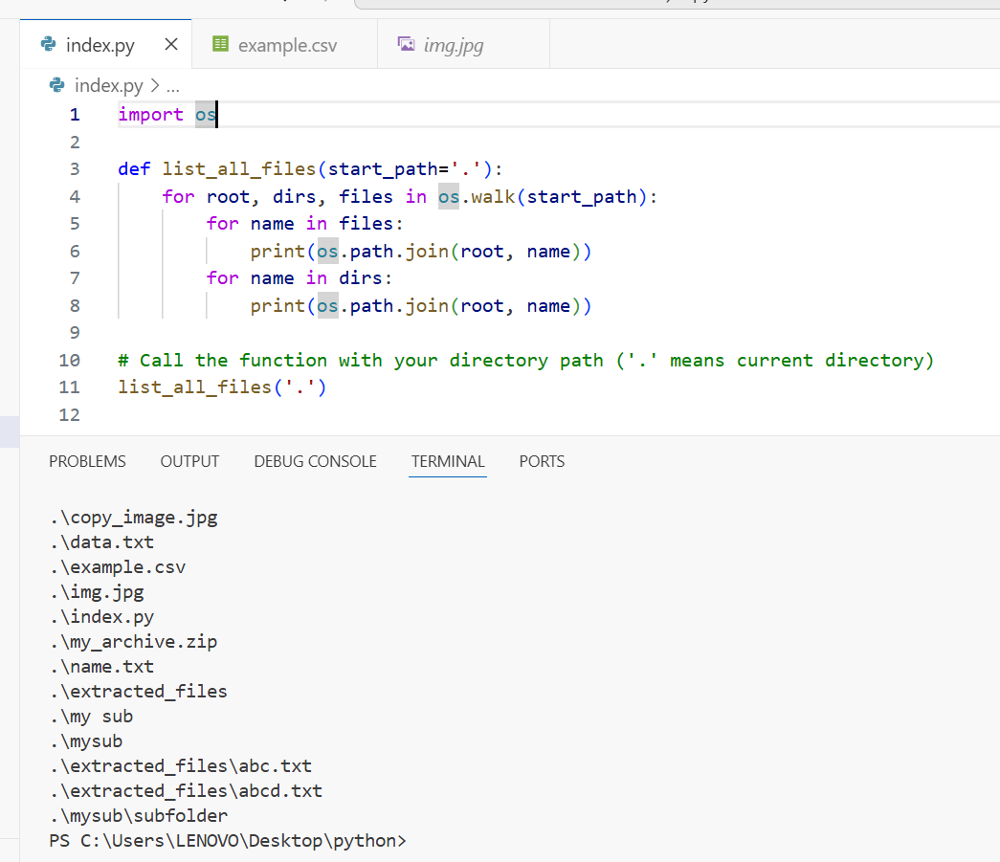 index.py
example.csv
img.jpg
index.py > ...
1 import os
2
3 def list_all_files(start_path='.'):
4     for root, dirs, files in os.walk(start_path):
5         for name in files:
6             print(os.path.join(root, name))
7         for name in dirs:
8             print(os.path.join(root, name))
9
10 # Call the function with your directory path ('.' means current directory)
11 list_all_files('.')
12
PROBLEMS OUTPUT DEBUG CONSOLE TERMINAL PORTS
.\copy_image.jpg
.\data.txt
.\example.csv
.\img.jpg
.\index.py
.\my_archive.zip
.\name.txt
.\extracted_files
.\my sub
.\mysub
.\extracted_files\abc.txt
.\extracted_files\abcd.txt
.\mysub\subfolder
PS C:\Users\LENOVO\Desktop\python>